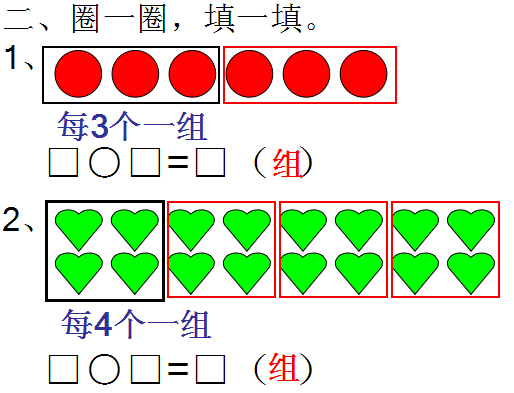 二、圈一圈，填一填。
1、
每3个一组
□○□=□（组）
2、
每4个一组
□○□=□（组）